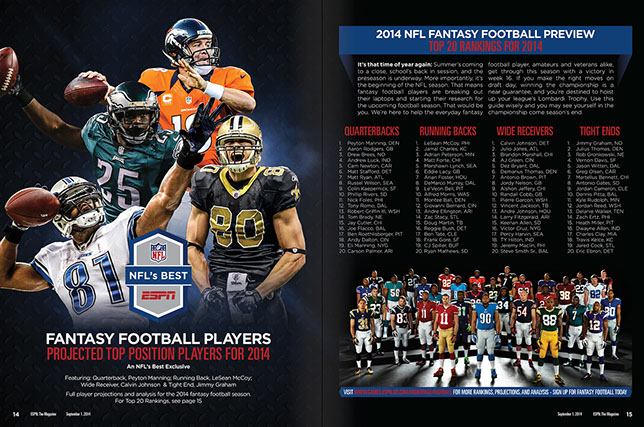 81
25
18
80
NFL
NFL'S BEST
ESPN
FANTASY FOOTBALL PLAYERS
PROJECTED TOP POSITION PLAYERS FOR 2014
An NFL's Best Exclusive
Featuring: Quarterback, Peyton Manning; Running Back, LeSean McCoy;
Wide Receiver, Calvin Johnson & Tight End, Jimmy Graham
Full player projections and analysis for the 2014 fantasy football season.
For Top 20 Rankings, see page 15
14 ESPN: The Magazine September 1, 2014
2014 NFL FANTASY FOOTBALL PREVIEW
TOP 20 RANKINGS FOR 2014
It's that time of year again: Summer's coming
to a close, school's back in session, and the
preseason is underway. More importantly, it's
the beginning of the NFL season. That means
fantasy football players are breaking out
their laptops and starting their research for
the upcoming football season. That would be
you. We're here to help the everyday fantasy
football player, amateurs and veterans alike,
get through this season with a victory in
week 16. If you make the right moves on
draft day, winning the championship is a
near guarantee, and you're destined to hoist
up your league's Lombardi Trophy. Use this
guide wisely and you may see yourself in the
championship come season's end.
QUARTERBACKS
1. Peyton Manning, DEN
2. Aaron Rodgers, GB
3. Drew Brees, NO
4. Andrew Luck, IND
5. Cam Newton, CAR
6. Matt Stafford, DET
7. Matt Ryan, ATL
8. Russell Wilson, SEA
9. Colin Kaepernick, SF
10. Phillip Rivers, SD
11. Nick Foles, PHI
12. Tony Romo, DAL
13. Robert Griffin III, WSH
14. Tom Brady, NE
15. Jay Cutler, CHI
16. Joe Flacco, BAL
17. Ben Roethlisberger, PIT
18. Andy Dalton, CIN
19. Eli Manning, NYG
20. Carson Palmer, ARI
RUNNING BACKS
1. LeSean McCoy, PHI
2. Jamal Charles, KC
3. Adrian Peterson, MIN
4. Matt Forte, CHI
5. Marshawn Lynch, SEA
6. Eddie Lacy, GB
7. Arian Foster, HOU
8. DeMarco Murray, DAL
9. Le'Veon Bell, PIT
10. Alfred Morris, WAS
11. Montee Ball, DEN
12. Giovanni Bernard, CIN
13. Andre Ellington, ARI
14. Zac Stacy, STL
15. Doug Martin, TB
16. Reggie Bush, DET
17. Ben Tate, CLE
18. Frank Gore, SF
19. CJ Spiller, BUF
20. Ryan Mathews, SD
WIDE RECEIVERS
1. Calvin Johnson, DET
2. Julio Jones, ATL
3. Brandon Marshall, CHI
4. AJ Green, CIN
5. Dez Bryant, DAL
6. Demarius Thomas, DEN
7. Antonio Brown, PIT
8. Jordy Nelson, GB
9. Alshon Jeffery, CHI
10. Randall Cobb, GB
11. Pierre Garcon, WSH
12. Vincent Jackson, TB
13. Andre Johnson, HOU
14. Larry Fitzgerald, ARI
15. Keenan Allen, SD
16. Victor Cruz, NYG
17. Percy Harvin, SEA
18. TY Hilton, IND
19. Jeremy Maclin, PHI
20. Steve Smith Sr., BAL
TIGHT ENDS
1. Jimmy Graham, NO
2. Julius Thomas, DEN
3. Rob Gronkowski, NE
4. Vernon Davis, SF
5. Jason Witten, DAL
6. Greg Olsen, CAR
7. Martellus Bennett, CHI
8. Antonio Gates, SD
9. Jordan Cameron, CLE
10. Dennis Pitta, BAL
11. Kyle Rudolph, MIN
12. Jordan Reed, WSH
13. Delanie Walker, TEN
14. Zach Ertz, PHI
15. Heath Miller, PIT
16. Dwayne Allen, IND
17. Charles Clay, MIA
18. Travis Kelce, KC
19. Jared Cook, STL
20. Eric Ebron, DET
FOR MORE RANKINGS, PROJECTIONS, AND ANALYSIS - SIGN UP FOR FANTASY FOOTBALL TODAY
September 1, 2014 ESPN: The Magazine 15